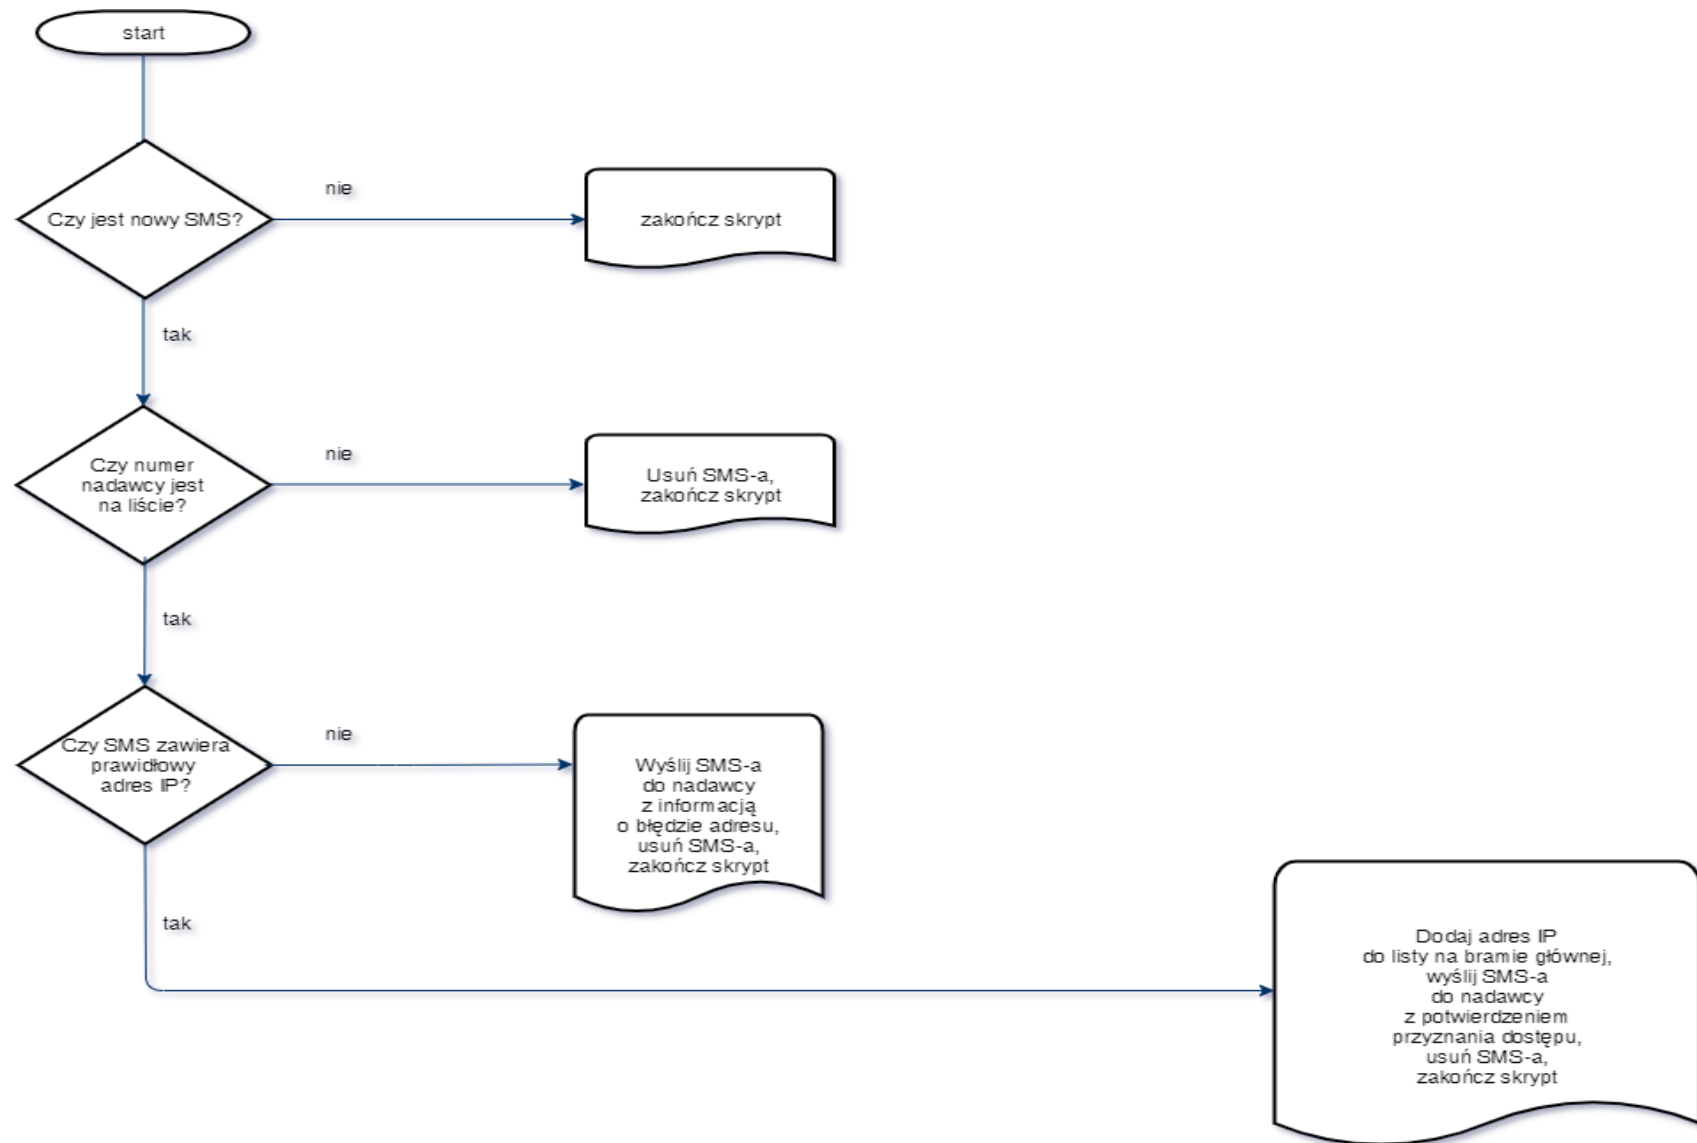 start
Czy jest nowy SMS?
nie
zakończ skrypt
tak
Czy numer
nadawcy jest
na liście?
nie
Usuń SMS-a,
zakończ skrypt
tak
Czy SMS zawiera
prawidłowy
adres IP?
nie
Wyślij SMS-a
do nadawcy
z informacją
o błędzie adresu,
usuń SMS-a,
zakończ skrypt
tak
Dodaj adres IP
do listy na bramie głównej,
wyślij SMS-a
do nadawcy
z potwierdzeniem
przyznania dostępu,
usuń SMS-a,
zakończ skrypt